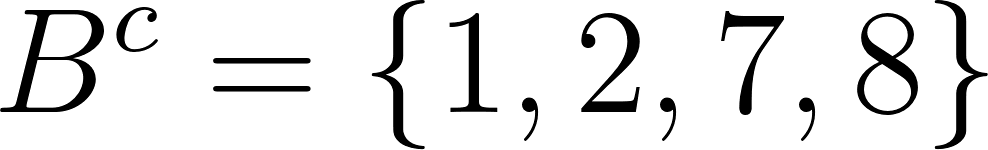 $B^c = \{1, 2, 7, 8\}$